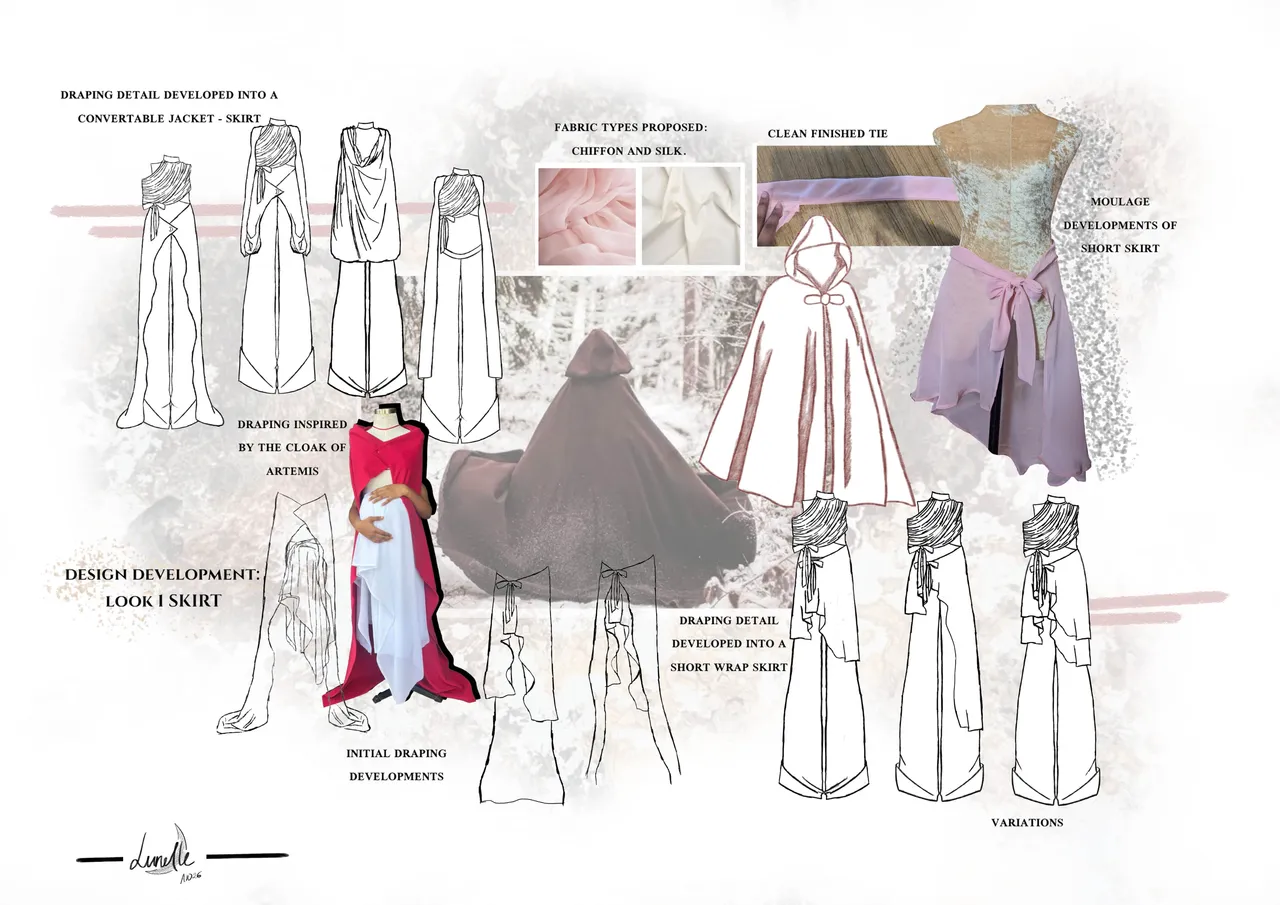 DRAPING DETAIL DEVELOPED INTO A
CONVERTABLE JACKET - SKIRT
FABRIC TYPES PROPOSED:
CHIFFON AND SILK.
CLEAN FINISHED TIE
MOULAGE
DEVELOPMENTS OF
SHORT SKIRT
DRAPING INSPIRED
BY THE CLOAK OF
ARTEMIS
DESIGN DEVELOPMENT:
LOOK 1 SKIRT
DRAPING DETAIL
DEVELOPED INTO A
SHORT WRAP SKIRT
INITIAL DRAPING
DEVELOPMENTS
VARIATIONS
Lunelle